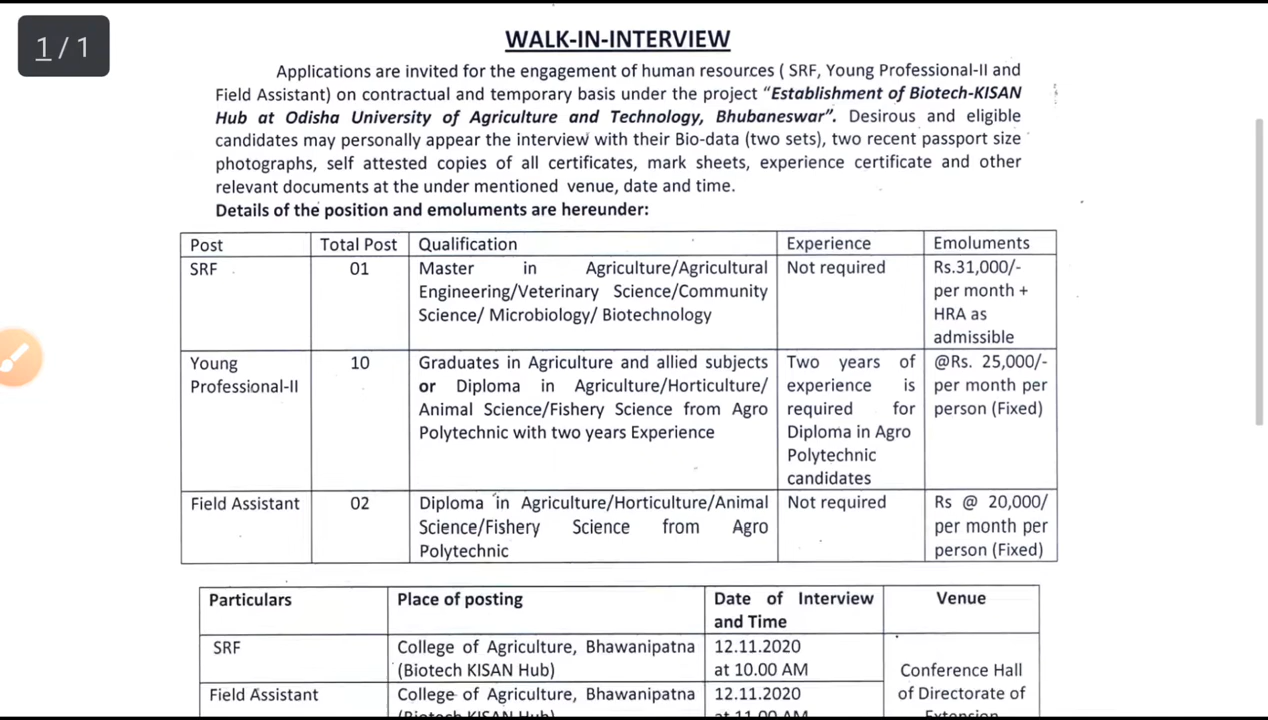 1 / 1
WALK-IN-INTERVIEW
Applications are invited for the engagement of human resources ( SRF, Young Professional-II and
Field Assistant) on contractual and temporary basis under the project “Establishment of Biotech-KISAN
Hub at Odisha University of Agriculture and Technology, Bhubaneswar”. Desirous and eligible
candidates may personally appear the interview with their Bio-data (two sets), two recent passport size
photographs, self attested copies of all certificates, mark sheets, experience certificate and other
relevant documents at the under mentioned venue, date and time.
Details of the position and emoluments are hereunder:
Post Total Post Qualification Experience Emoluments
SRF 01 Master in Agriculture/Agricultural Not required Rs.31,000/-
Engineering/Veterinary Science/Community per month +
Science/ Microbiology/ Biotechnology HRA as
admissible
Young 10 Graduates in Agriculture and allied subjects Two years of @Rs. 25,000/-
Professional-II or Diploma in Agriculture/Horticulture/ experience is per month per
Animal Science/Fishery Science from Agro required for person (Fixed)
Polytechnic with two years Experience Diploma in Agro
Polytechnic
candidates
Field Assistant 02 Diploma in Agriculture/Horticulture/Animal Not required Rs @ 20,000/
Science/Fishery Science from Agro per month per
Polytechnic person (Fixed)
Particulars Place of posting Date of Interview Venue
and Time
SRF College of Agriculture, Bhawanipatna 12.11.2020
(Biotech KISAN Hub) at 10.00 AM Conference Hall
Field Assistant College of Agriculture, Bhawanipatna 12.11.2020 of Directorate of
(Biotech KISAN Hub) at 11.00 AM Extension